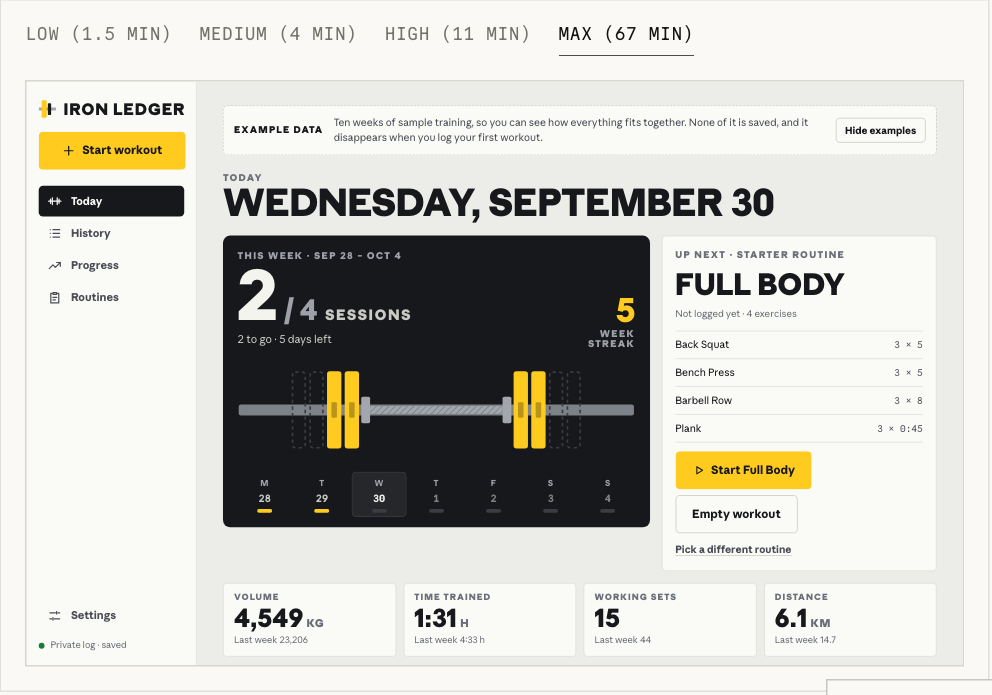 LOW (1.5 MIN) MEDIUM (4 MIN) HIGH (11 MIN) MAX (67 MIN)
IRON LEDGER
Start workout
Today
History
Progress
Routines
Settings
Private log · saved
EXAMPLE DATA
Ten weeks of sample training, so you can see how everything fits together. None of it is saved, and it
disappears when you log your first workout.
Hide examples
TODAY
WEDNESDAY, SEPTEMBER 30
THIS WEEK · SEP 28 – OCT 4
2 / 4 SESSIONS
2 to go · 5 days left
5
WEEK
STREAK
M T W T F S S
28 29 30 1 2 3 4
UP NEXT · STARTER ROUTINE
FULL BODY
Not logged yet · 4 exercises
Back Squat 3 × 5
Bench Press 3 × 5
Barbell Row 3 × 8
Plank 3 × 0:45
Start Full Body
Empty workout
Pick a different routine
VOLUME
4,549 KG
Last week 23,206
TIME TRAINED
1:31 H
Last week 4:33 h
WORKING SETS
15
Last week 44
DISTANCE
6.1 KM
Last week 14.7